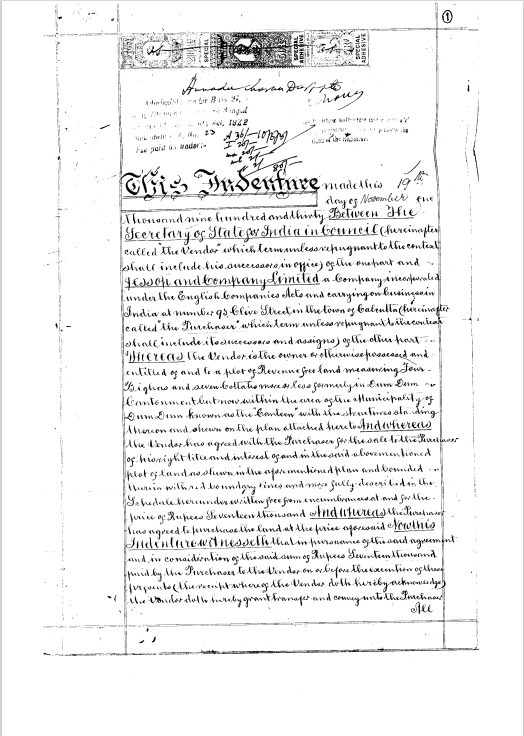 1
SPECIAL ADHESIVE
SPECIAL ADHESIVE
This Indenture made this 19th
day of November one
thousand nine hundred and thirty Between The
Secretary of State for India in Council (hereinafter
called "the Vendor" which term unless repugnant to the context
shall include his successors in office) of the one part and
Jessop and Company Limited a Company incorporated
under the English Companies Acts and carrying on business in
India at number 93 Clive Street in the town of Calcutta (hereinafter
called "the Purchaser" which term unless repugnant to the context
shall include its successors and assigns) of the other part
Whereas the Vendor is the owner or otherwise possessed and
entitled of and to a plot of Revenue free land measuring Four
Bighas and seven Cottahs more or less formerly in Dum Dum
Cantonment but now within the area of the Municipality of
Dum Dum known as the "Canteen" with the structures standing
thereon and shown on the plan attached hereto And whereas
the Vendor has agreed with the Purchaser for the sale to the Purchaser
of his right title and interest of and in the said abovementioned
plot of land as shown in the aforementioned plan and bounded
therein with red boundary lines and more fully described in the
Schedule hereunder written free from encumbrances at and for the
price of Rupees Seventeen thousand And whereas the Purchaser
has agreed to purchase the land at the price aforesaid Now this
Indenture witnesseth that in pursuance of the said agreement
and in consideration of the said sum of Rupees Seventeen thousand
paid by the Purchaser to the Vendor on or before the execution of these
presents (the receipt whereof the Vendor doth hereby acknowledge)
the Vendor doth hereby grant transfer and convey unto the Purchaser
All